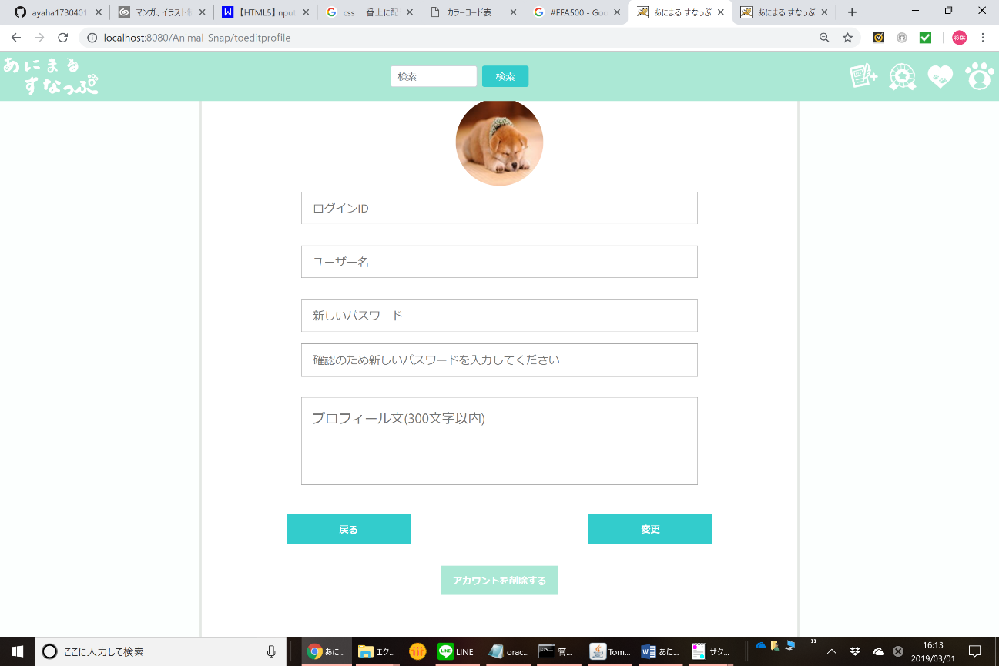 ayaha1730401
マンガ、イラスト制
【HTML5】input
css 一番上に配
カラーコード表
#FFA500 - Goo
あにまる すなっぷ
あにまる すなっぷ
localhost:8080/Animal-Snap/toeditprofile
彩葉
あにまる
すなっぷ
検索
検索
ログインID
ユーザー名
新しいパスワード
確認のため新しいパスワードを入力してください
プロフィール文(300文字以内)
戻る
変更
アカウントを削除する
ここに入力して検索
あに...
エク...
LINE
orac...
管...
Tom...
あに...
サク...
16:13
2019/03/01